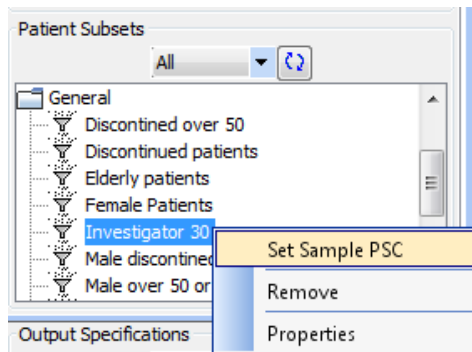 Patient Subsets
All
General
Discontined over 50
Discontinued patients
Elderly patients
Female Patients
Investigator 30
Set Sample PSC
Male discontined
Remove
Male over 50 or
Properties
Output Specifications